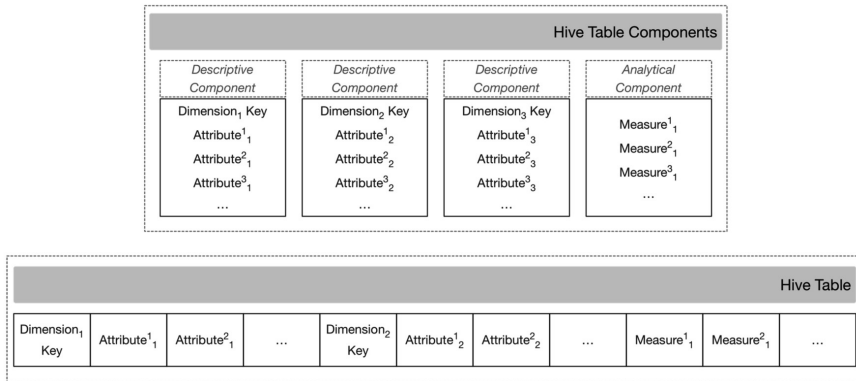 Hive Table Components
Descriptive Component
Descriptive Component
Descriptive Component
Analytical Component
Dimension₁ Key
Attribute¹₁
Attribute²₁
Attribute³₁
...
Dimension₂ Key
Attribute¹₂
Attribute²₂
Attribute³₂
...
Dimension₃ Key
Attribute¹₃
Attribute²₃
Attribute³₃
...
Measure¹₁
Measure²₁
Measure³₁
...
Hive Table
Dimension₁ Key
Attribute¹₁
Attribute²₁
...
Dimension₂ Key
Attribute¹₂
Attribute²₂
...
Measure¹₁
Measure²₁
...